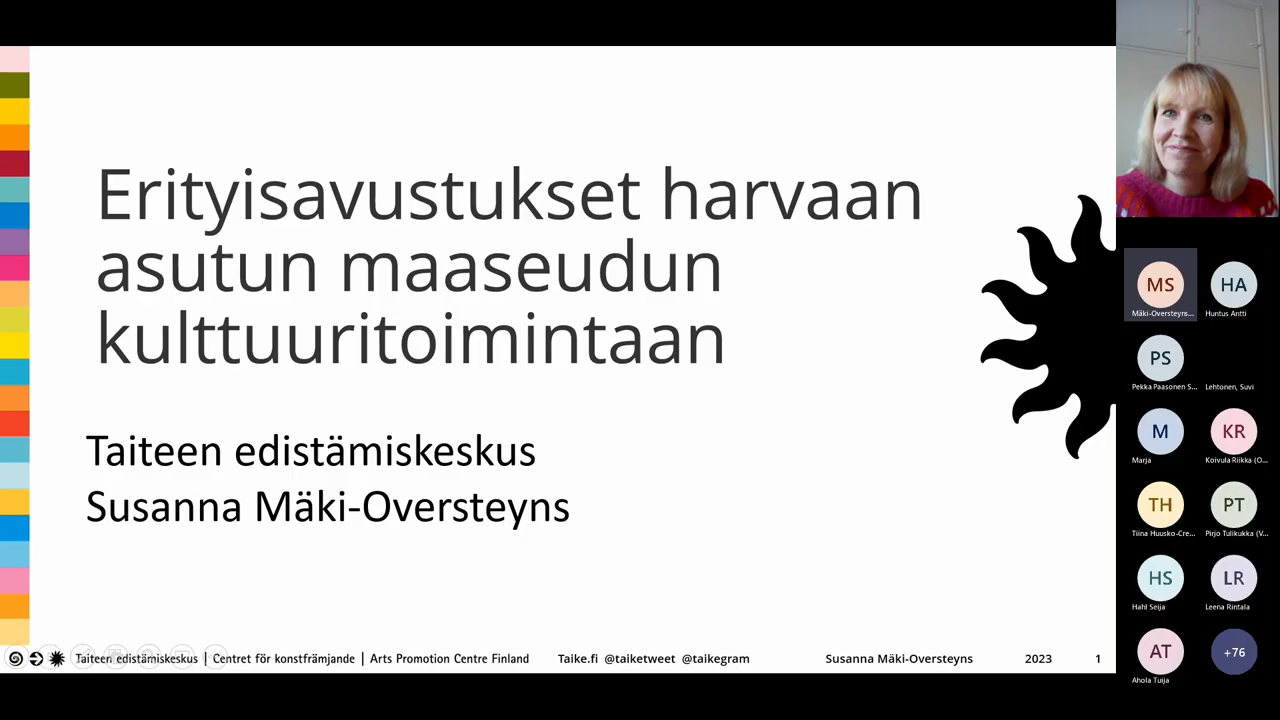 Erityisavustukset harvaan
asutun maaseudun
kulttuuritoimintaan
Taiteen edistämiskeskus
Susanna Mäki-Oversteyns
Taiteen edistämiskeskus | Centret för konstfrämjande | Arts Promotion Centre Finland
Taike.fi @taiketweet @taikegram
Susanna Mäki-Oversteyns
2023
1
MS
Mäki-Oversteyns...
HA
Huntus Antti
PS
Pekka Paasonen S...
Lehtonen, Suvi
M
Marja
KR
Koivula Riikka (O...
TH
Tiina Huusko-Cre...
PT
Pirjo Tulikukka (V...
HS
Hahl Seija
LR
Leena Rintala
AT
Ahola Tuija
+76